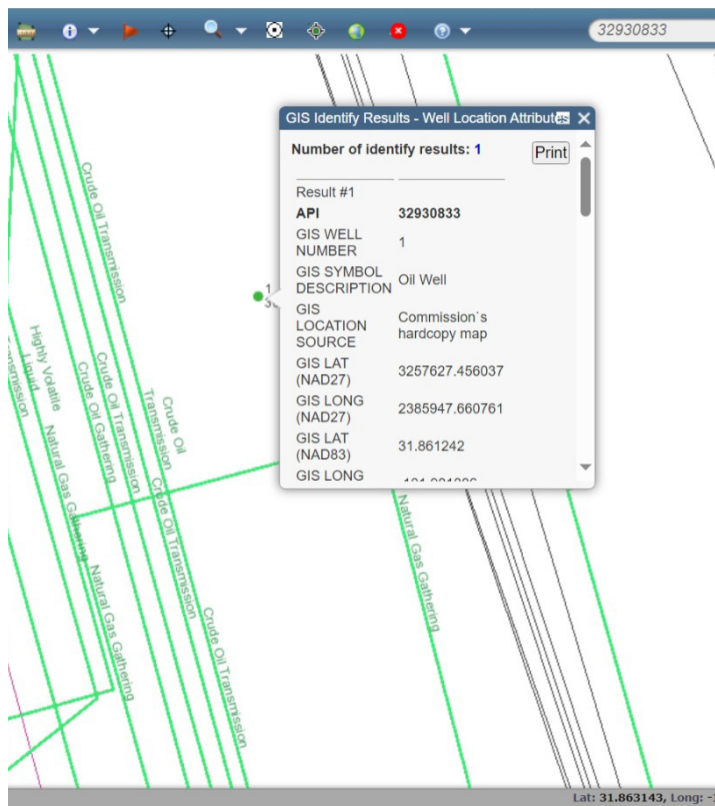 32930833
GIS Identify Results - Well Location Attributes
Number of identify results: 1
Print
Result #1
API 32930833
GIS WELL
NUMBER
1
GIS SYMBOL
DESCRIPTION
Oil Well
GIS
LOCATION
SOURCE
Commission`s
hardcopy map
GIS LAT
(NAD27)
3257627.456037
GIS LONG
(NAD27)
2385947.660761
GIS LAT
(NAD83)
31.861242
GIS LONG
1
Crude Oil Transmission
Highly Volatile
Liquid
Crude Oil Gathering
Crude Oil Transmission
Crude Oil
Transmission
Natural Gas Gathering
Natural Gas Gathering
Crude Oil Transmission
Crude Oil Transmission
Natural Gas Gathering
Lat: 31.863143, Long: